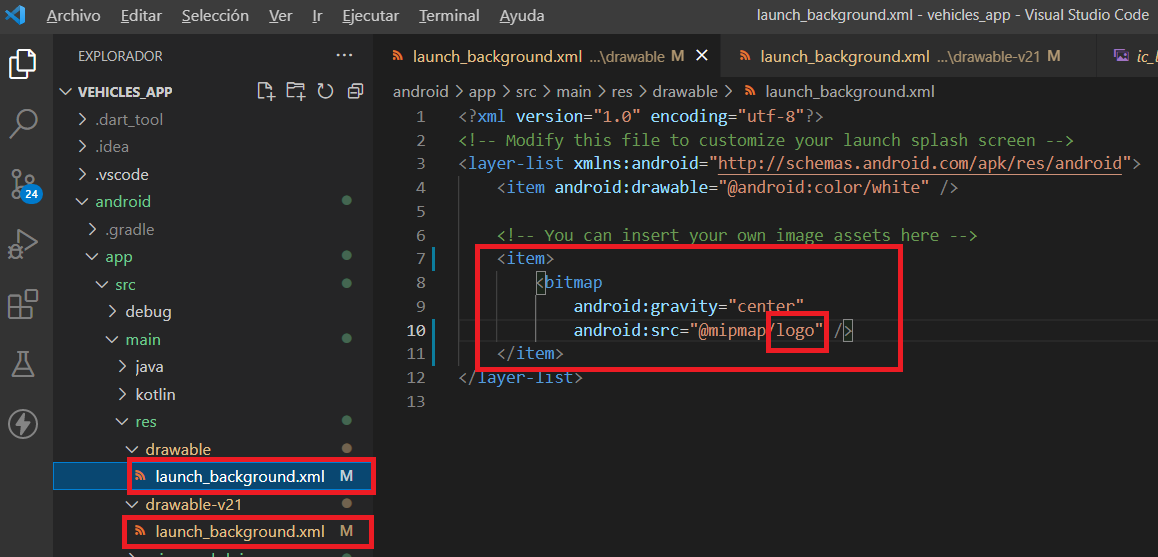 Archivo Editar Selección Ver Ir Ejecutar Terminal Ayuda launch_background.xml - vehicles_app - Visual Studio Code
EXPLORADOR ···
launch_background.xml ...\drawable M
launch_background.xml ...\drawable-v21 M
VEHICLES_APP
android > app > src > main > res > drawable > launch_background.xml
.dart_tool
.idea
.vscode
24
android
.gradle
app
src
debug
main
java
kotlin
res
drawable
launch_background.xml M
drawable-v21
launch_background.xml M
1 <?xml version="1.0" encoding="utf-8"?>
2 <!-- Modify this file to customize your launch splash screen -->
3 <layer-list xmlns:android="http://schemas.android.com/apk/res/android">
4 <item android:drawable="@android:color/white" />
5
6 <!-- You can insert your own image assets here -->
7 <item>
8 <bitmap
9 android:gravity="center"
10 android:src="@mipmap/logo" />
11 </item>
12 </layer-list>
13